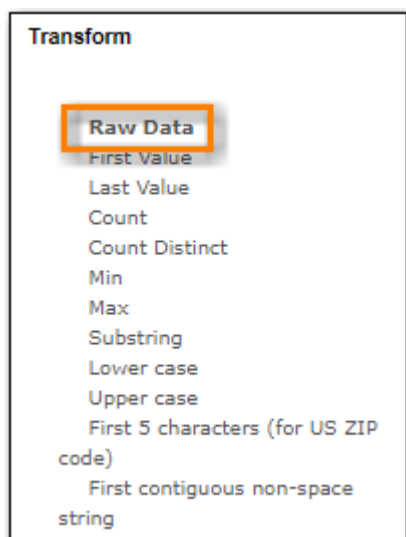 Transform
Raw Data
First Value
Last Value
Count
Count Distinct
Min
Max
Substring
Lower case
Upper case
First 5 characters (for US ZIP
code)
First contiguous non-space
string